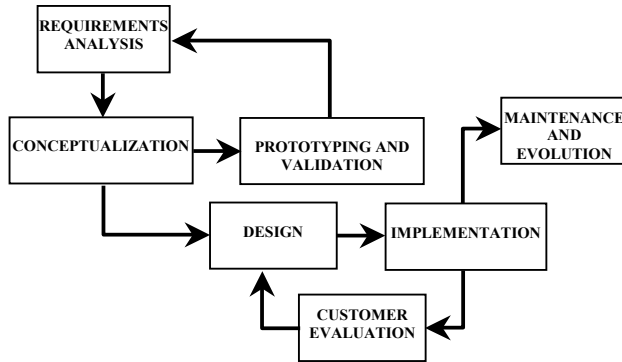 REQUIREMENTS
ANALYSIS
CONCEPTUALIZATION
PROTOTYPING AND
VALIDATION
MAINTENANCE
AND
EVOLUTION
DESIGN
IMPLEMENTATION
CUSTOMER
EVALUATION